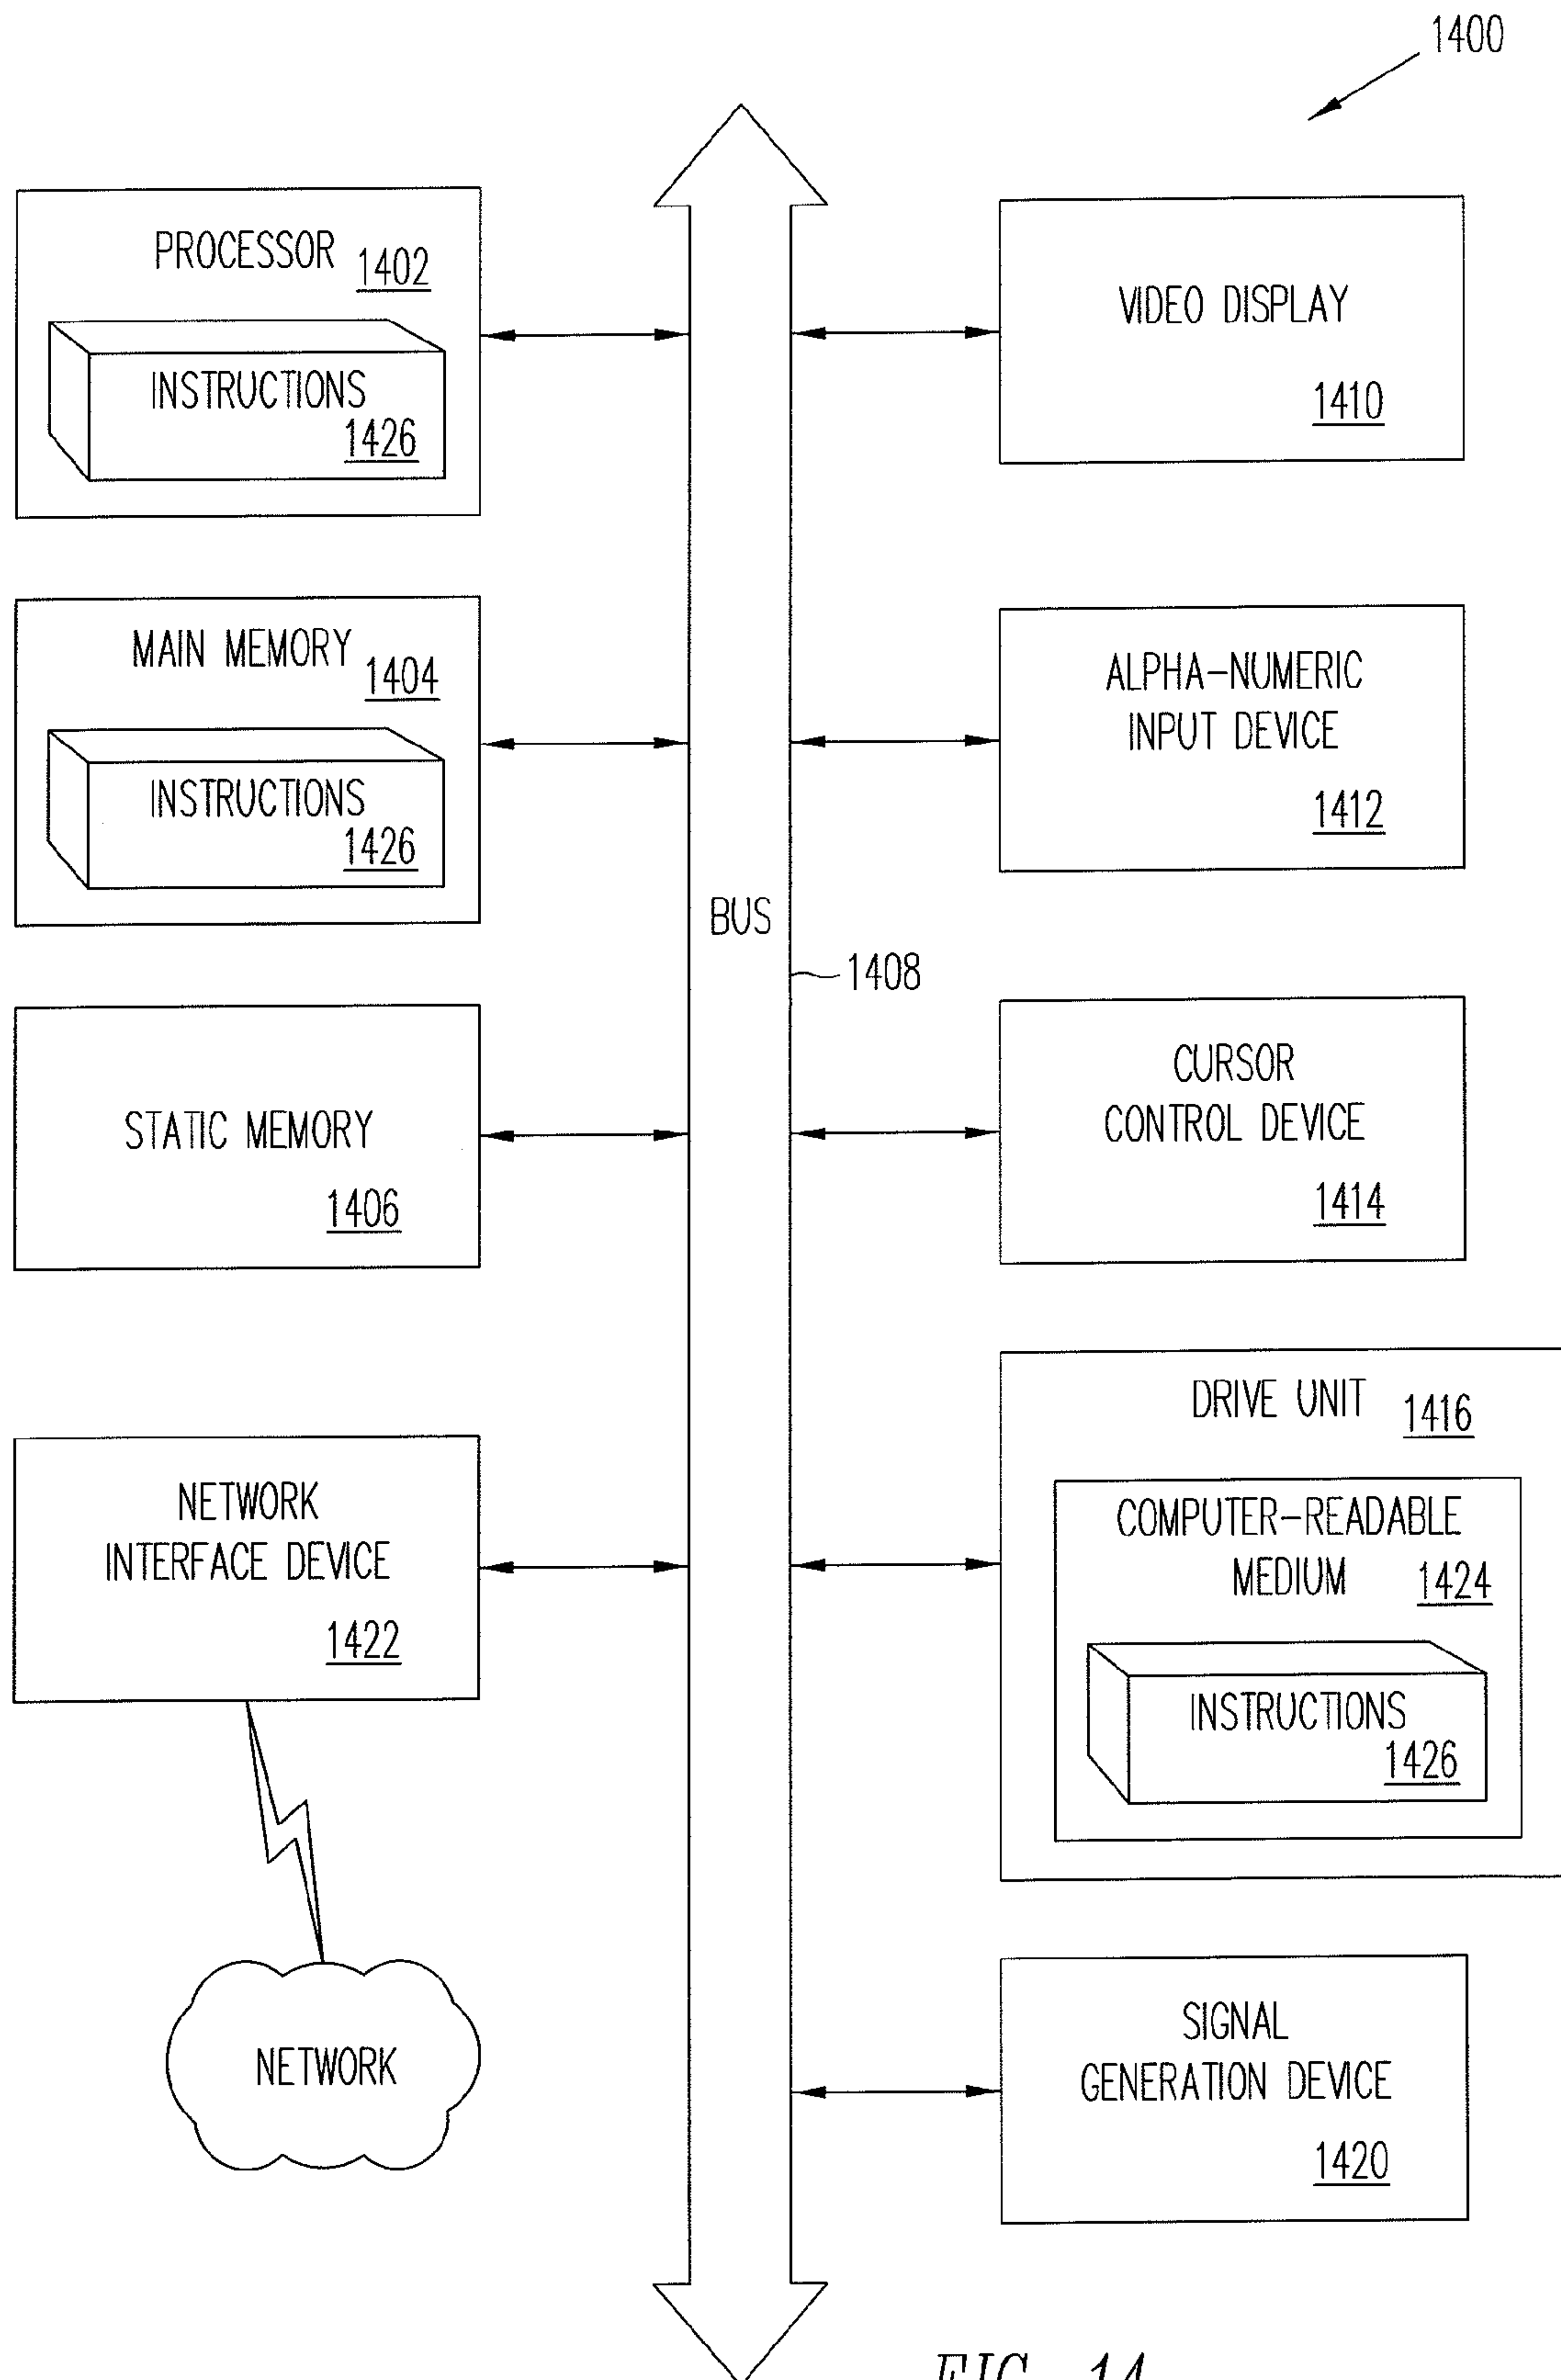 1400
PROCESSOR 1402
INSTRUCTIONS
1426
MAIN MEMORY 1404
INSTRUCTIONS
1426
STATIC MEMORY
1406
NETWORK
INTERFACE DEVICE
1422
NETWORK
BUS
1408
VIDEO DISPLAY
1410
ALPHA-NUMERIC
INPUT DEVICE
1412
CURSOR
CONTROL DEVICE
1414
DRIVE UNIT 1416
COMPUTER-READABLE
MEDIUM 1424
INSTRUCTIONS
1426
SIGNAL
GENERATION DEVICE
1420
FIG. 14